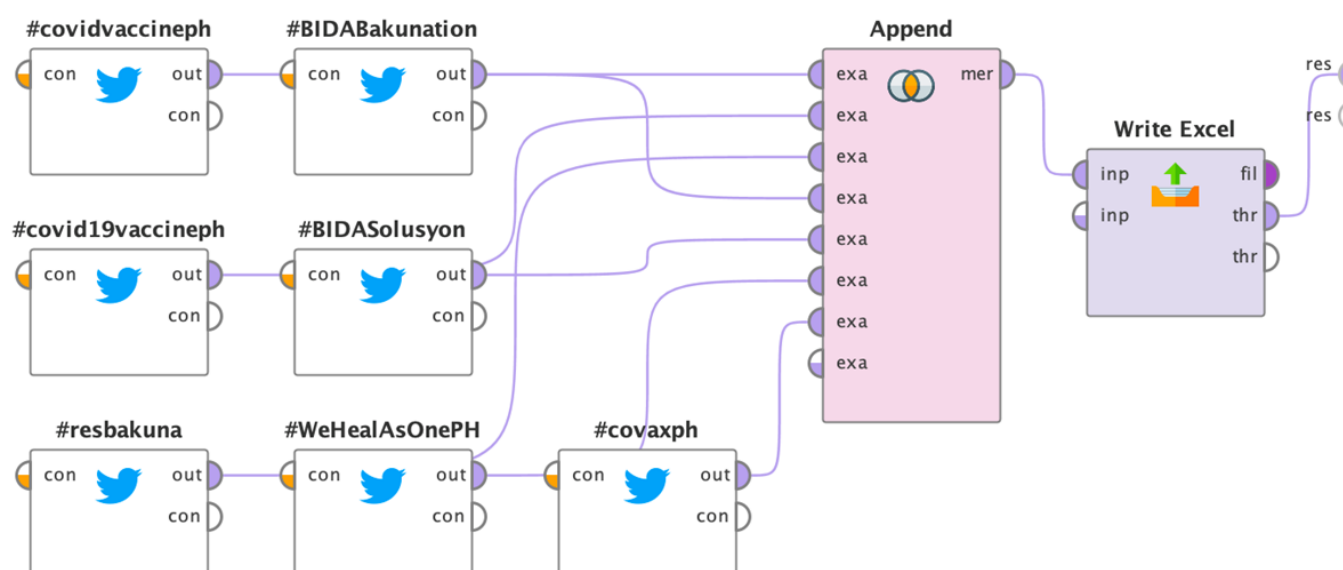 #covidvaccineph
con
out
con
#BIDABakunation
con
out
con
Append
exa
mer
exa
exa
exa
exa
exa
exa
exa
res
res
Write Excel
inp
fil
inp
thr
thr
#covid19vaccineph
con
out
con
#BIDASolusyon
con
out
con
#resbakuna
con
out
con
#WeHealAsOnePH
con
out
con
#covaxph
con
out
con